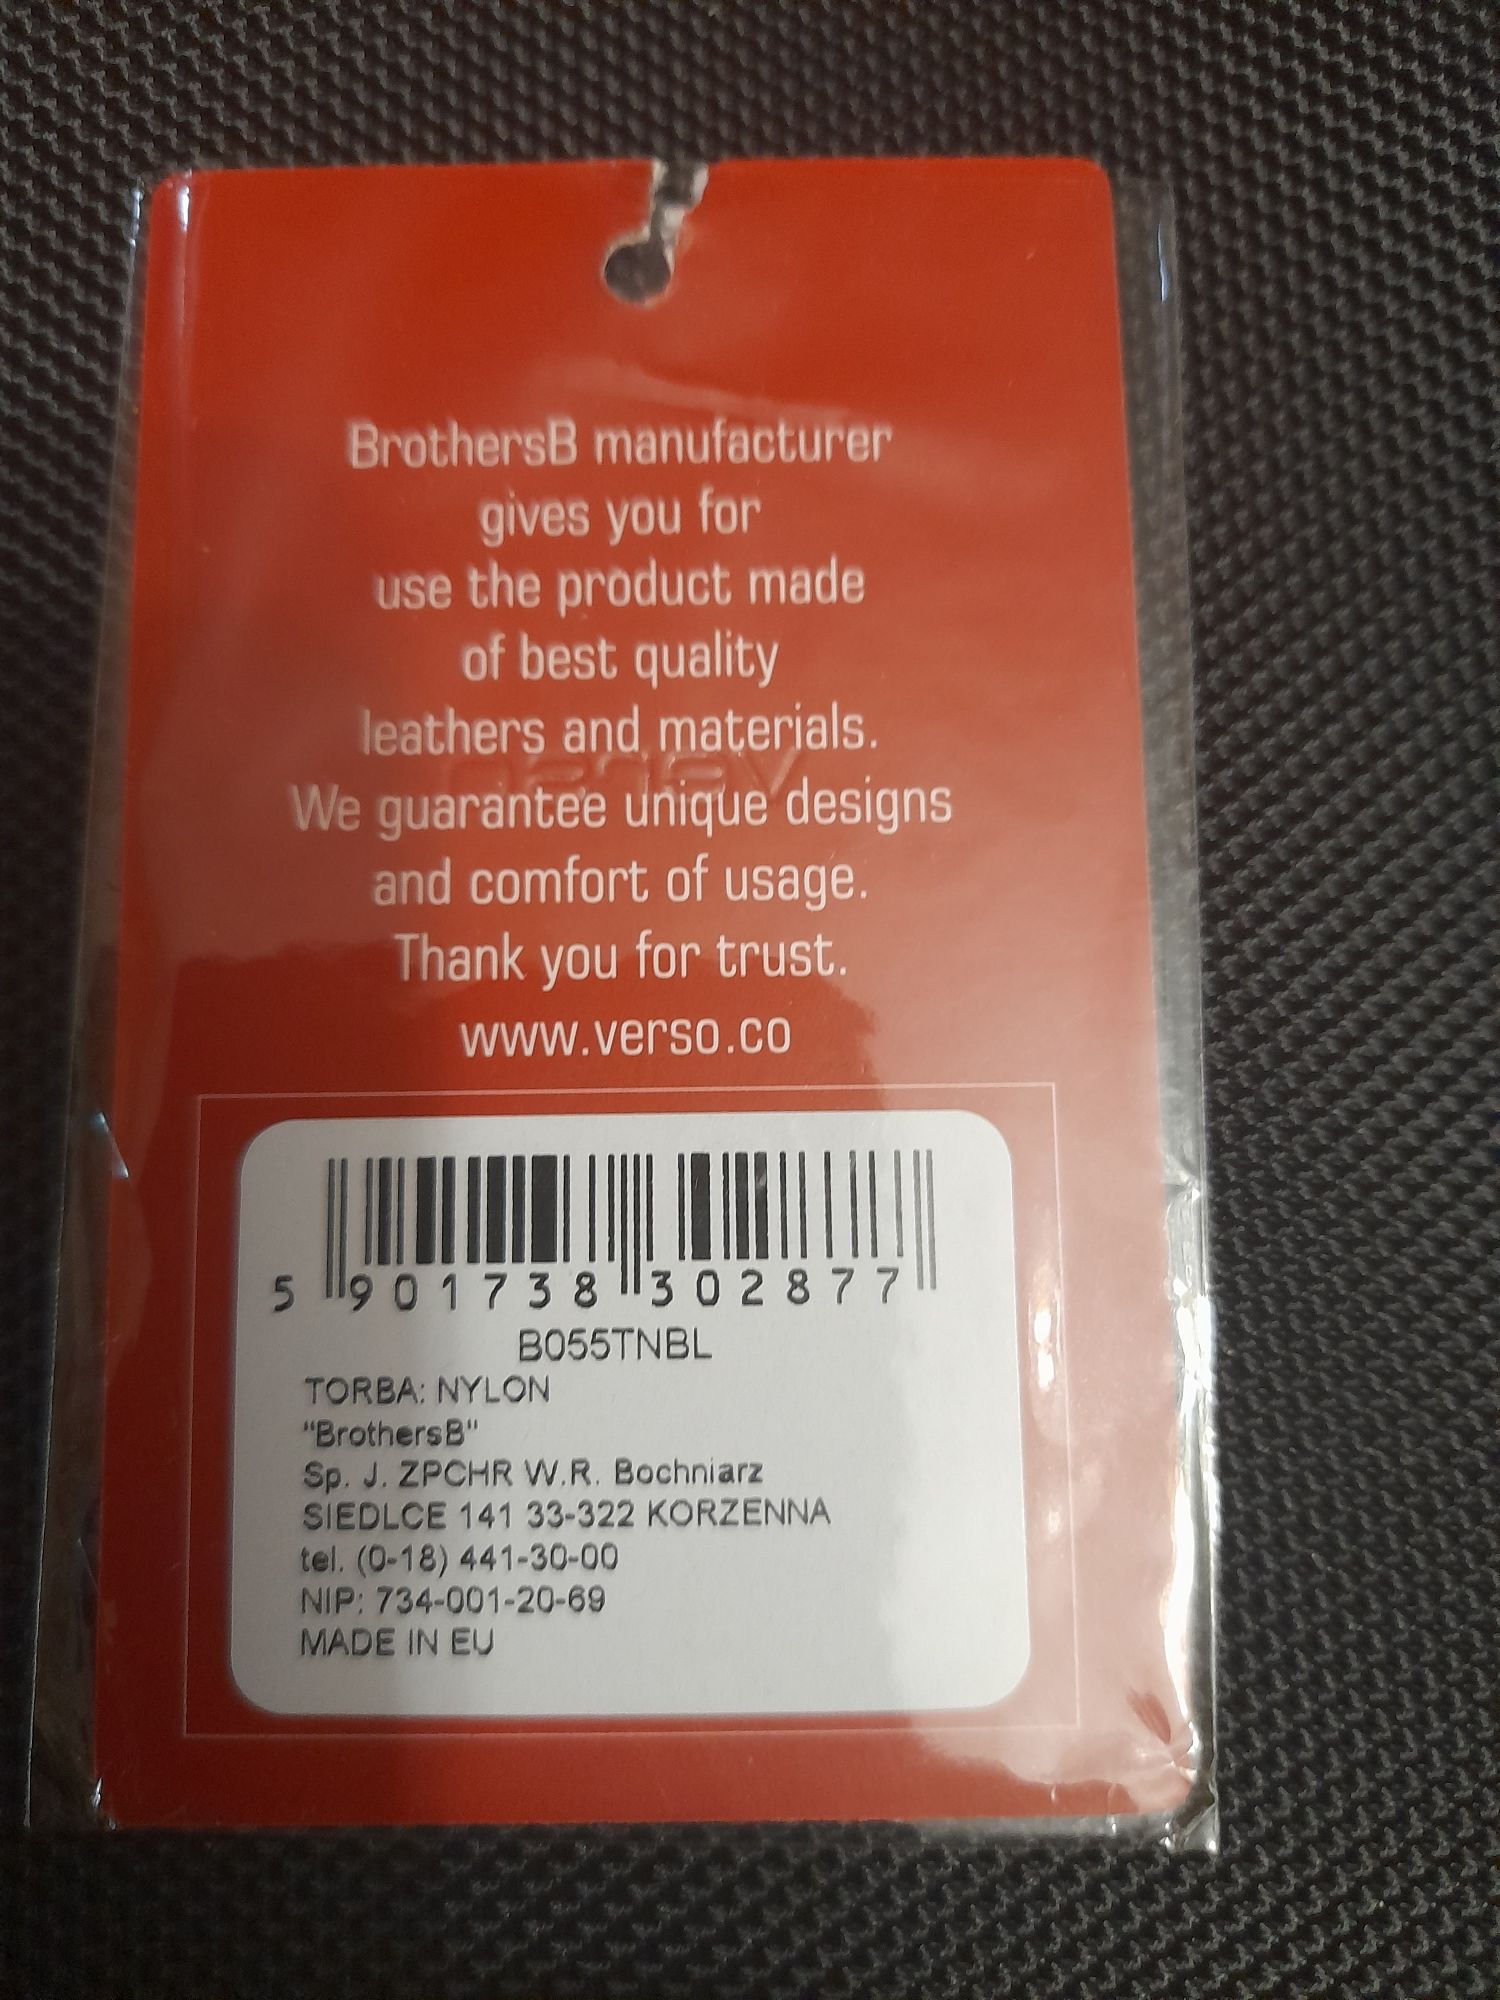 BrothersB manufacturer
gives you for
use the product made
of best quality
leathers and materials.
We guarantee unique designs
and comfort of usage.
Thank you for trust.
www.verso.co
5 901738 302877
B055TNBL
TORBA: NYLON
"BrothersB"
Sp. J. ZPCHR W.R. Bochniarz
SIEDLCE 141 33-322 KORZENNA
tel. (0-18) 441-30-00
NIP: 734-001-20-69
MADE IN EU